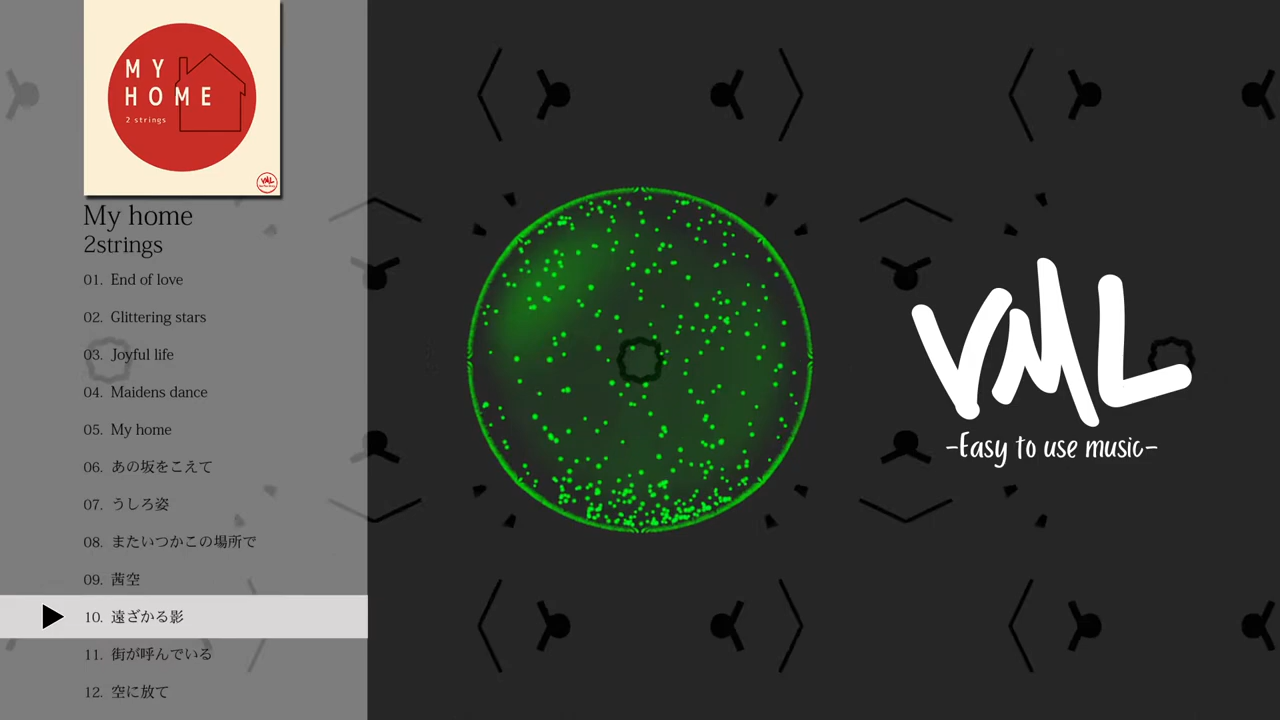 MY
HOME
2 strings
VML
My home
2strings
01. End of love
02. Glittering stars
03. Joyful life
04. Maidens dance
05. My home
06. あの坂をこえて
07. うしろ姿
08. またいつかこの場所で
09. 茜空
10. 遠ざかる影
11. 街が呼んでいる
12. 空に放て
VML
-Easy to use music-